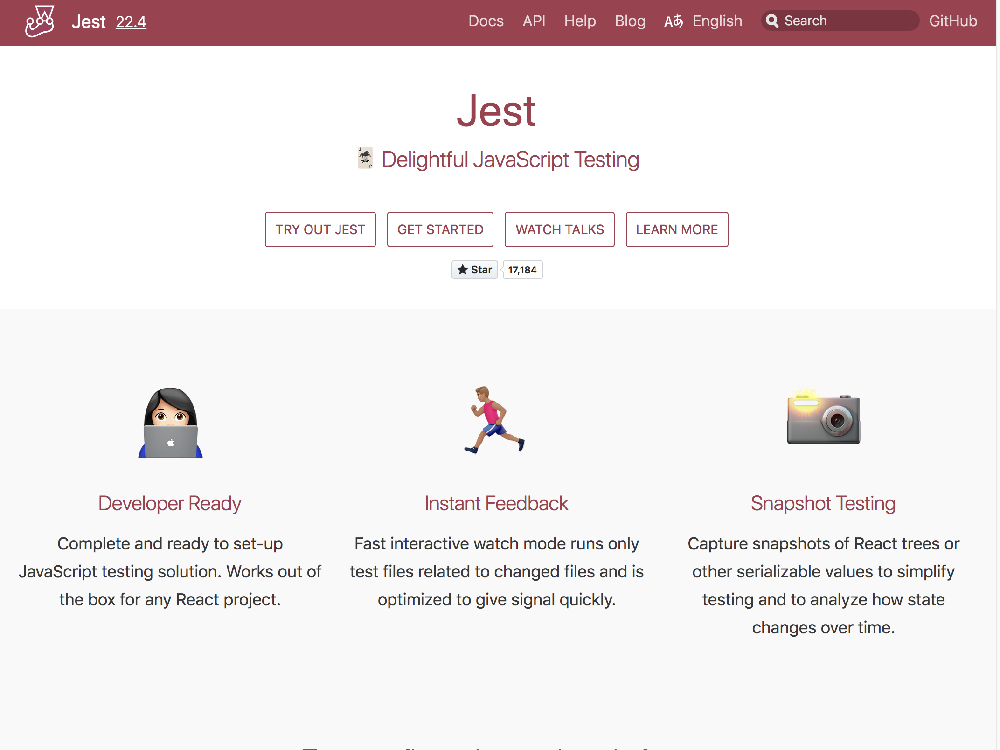 Jest 22.4
Docs API Help Blog Aあ English Search GitHub
Jest
Delightful JavaScript Testing
TRY OUT JEST GET STARTED WATCH TALKS LEARN MORE
Star 17,184
Developer Ready
Complete and ready to set-up
JavaScript testing solution. Works out of
the box for any React project.
Instant Feedback
Fast interactive watch mode runs only
test files related to changed files and is
optimized to give signal quickly.
Snapshot Testing
Capture snapshots of React trees or
other serializable values to simplify
testing and to analyze how state
changes over time.